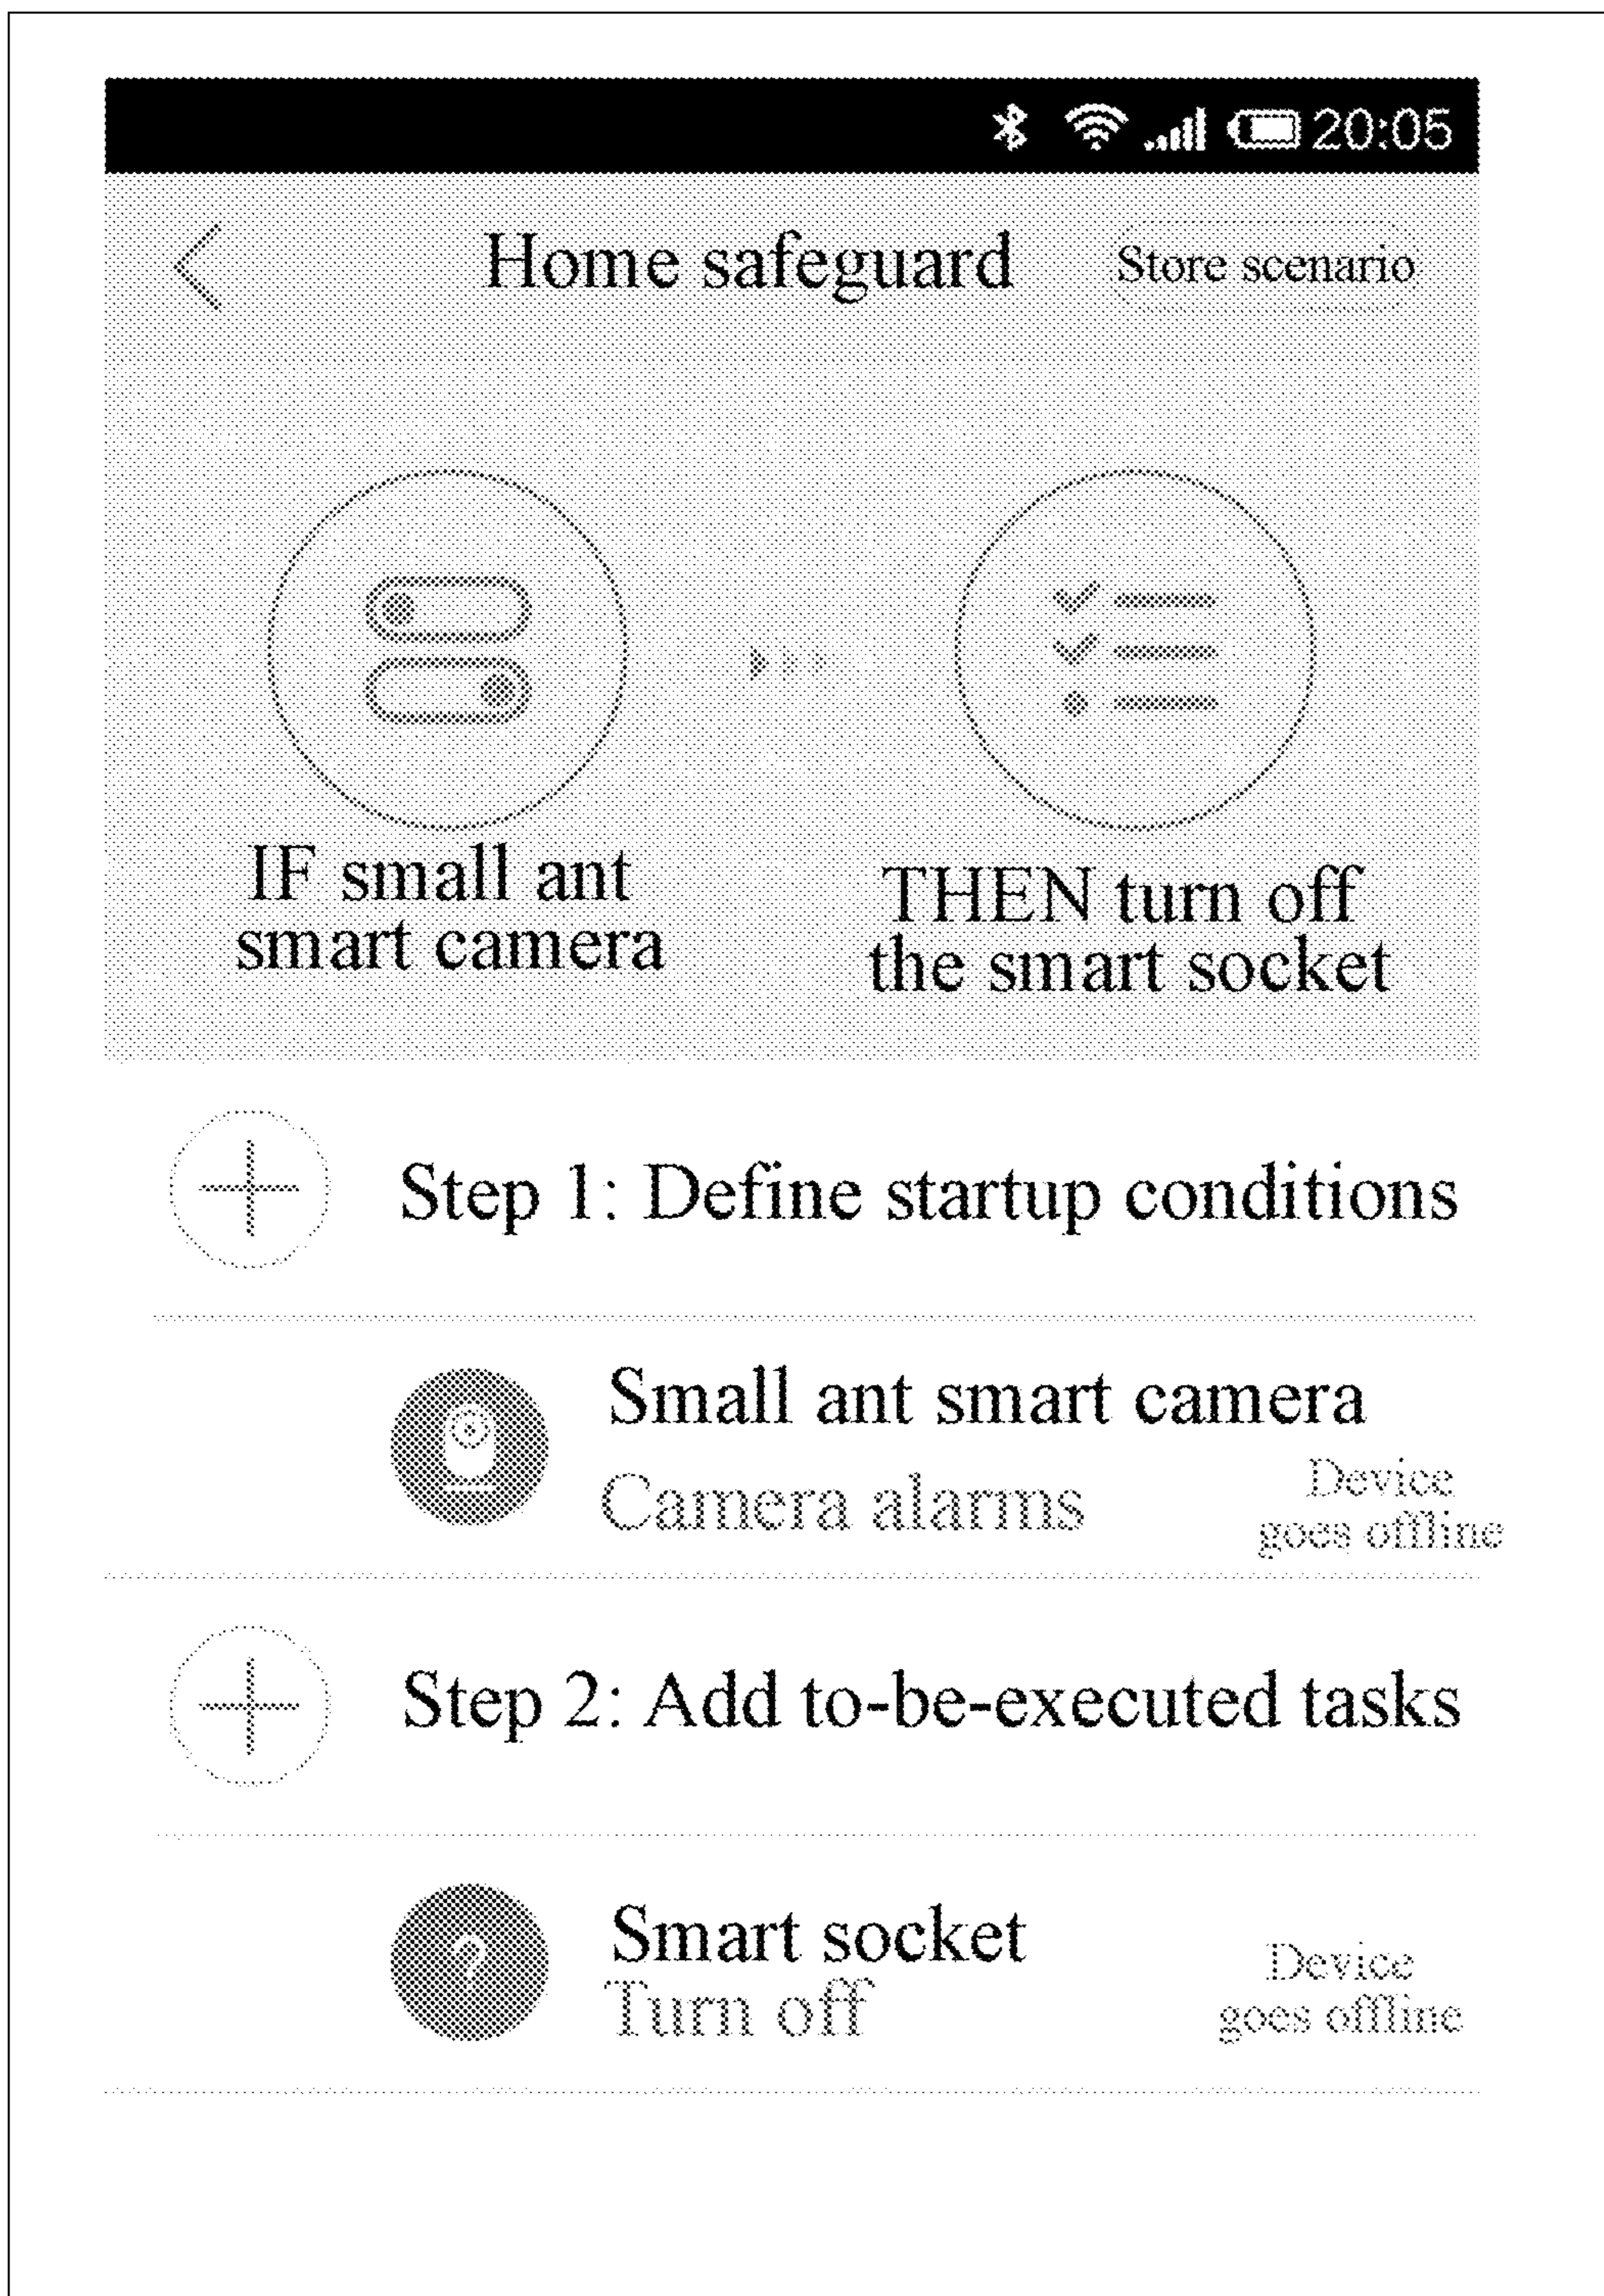 20:05
Home safeguard
Store scenario
IF small ant
smart camera
THEN turn off
the smart socket
Step 1: Define startup conditions
Small ant smart camera
Camera alarms
Device
goes offline
Step 2: Add to-be-executed tasks
?
Smart socket
Turn off
Device
goes offline